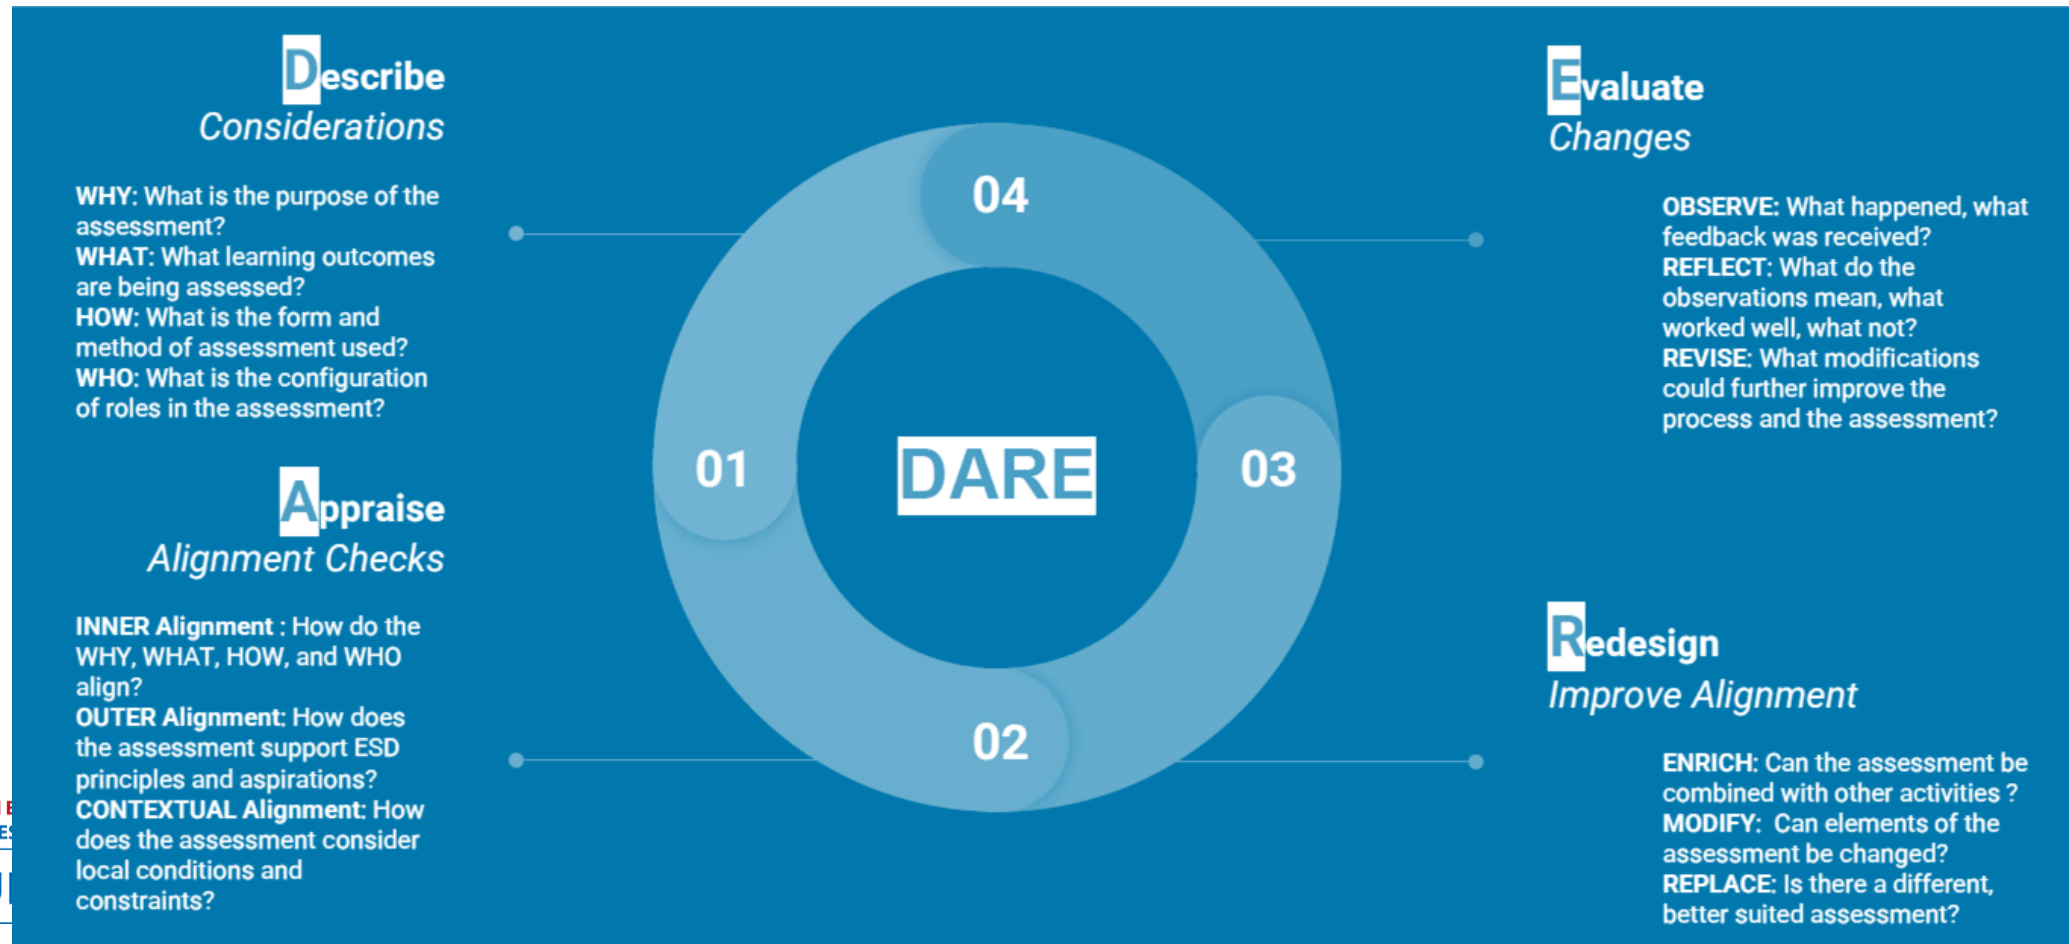 Describe
Considerations
WHY: What is the purpose of the
assessment?
WHAT: What learning outcomes
are being assessed?
HOW: What is the form and
method of assessment used?
WHO: What is the configuration
of roles in the assessment?
Appraise
Alignment Checks
INNER Alignment : How do the
WHY, WHAT, HOW, and WHO
align?
OUTER Alignment: How does
the assessment support ESD
principles and aspirations?
CONTEXTUAL Alignment: How
does the assessment consider
local conditions and
constraints?
04
01
DARE
03
02
Evaluate
Changes
OBSERVE: What happened, what
feedback was received?
REFLECT: What do the
observations mean, what
worked well, what not?
REVISE: What modifications
could further improve the
process and the assessment?
Redesign
Improve Alignment
ENRICH: Can the assessment be
combined with other activities ?
MODIFY:  Can elements of the
assessment be changed?
REPLACE: Is there a different,
better suited assessment?